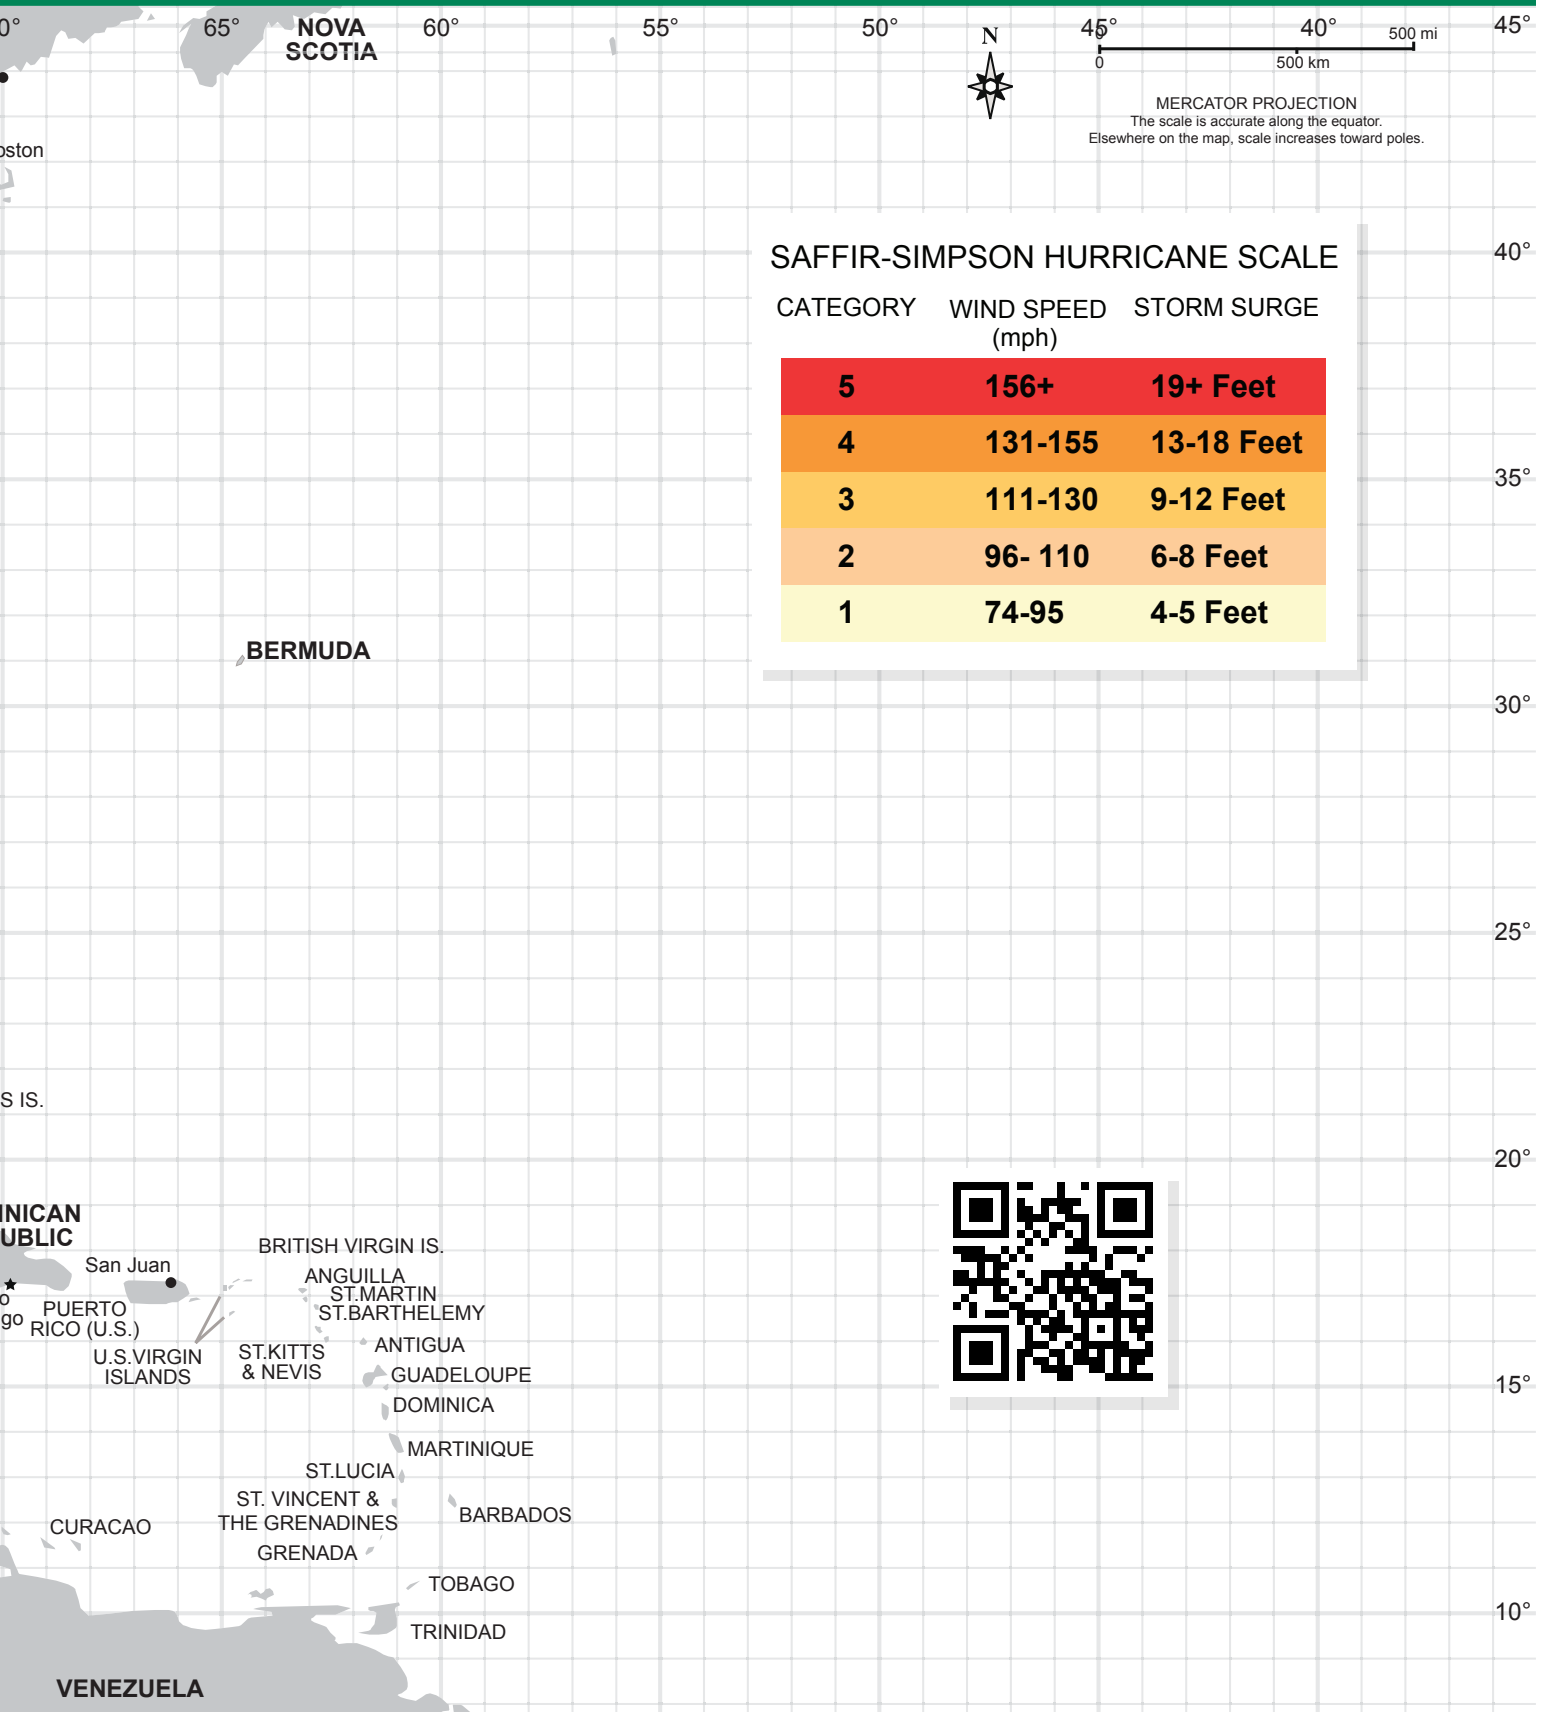 0° 65° NOVA 60° 55° 50° N 45° 40° 500 mi 45°
SCOTIA
0
0 500 km
MERCATOR PROJECTION
The scale is accurate along the equator.
Elsewhere on the map, scale increases toward poles.
oston
SAFFIR-SIMPSON HURRICANE SCALE
CATEGORY WIND SPEED STORM SURGE
(mph)
5 156+ 19+ Feet
4 131-155 13-18 Feet
3 111-130 9-12 Feet
2 96- 110 6-8 Feet
1 74-95 4-5 Feet
40°
35°
BERMUDA
30°
25°
S IS.
20°
INICAN
UBLIC
San Juan
BRITISH VIRGIN IS.
ANGUILLA
ST.MARTIN
ST.BARTHELEMY
o
go
PUERTO
RICO (U.S.)
U.S.VIRGIN
ISLANDS
ST.KITTS
& NEVIS
ANTIGUA
GUADELOUPE
15°
DOMINICA
MARTINIQUE
ST.LUCIA
ST. VINCENT &
THE GRENADINES
BARBADOS
CURACAO
GRENADA
TOBAGO
10°
TRINIDAD
VENEZUELA